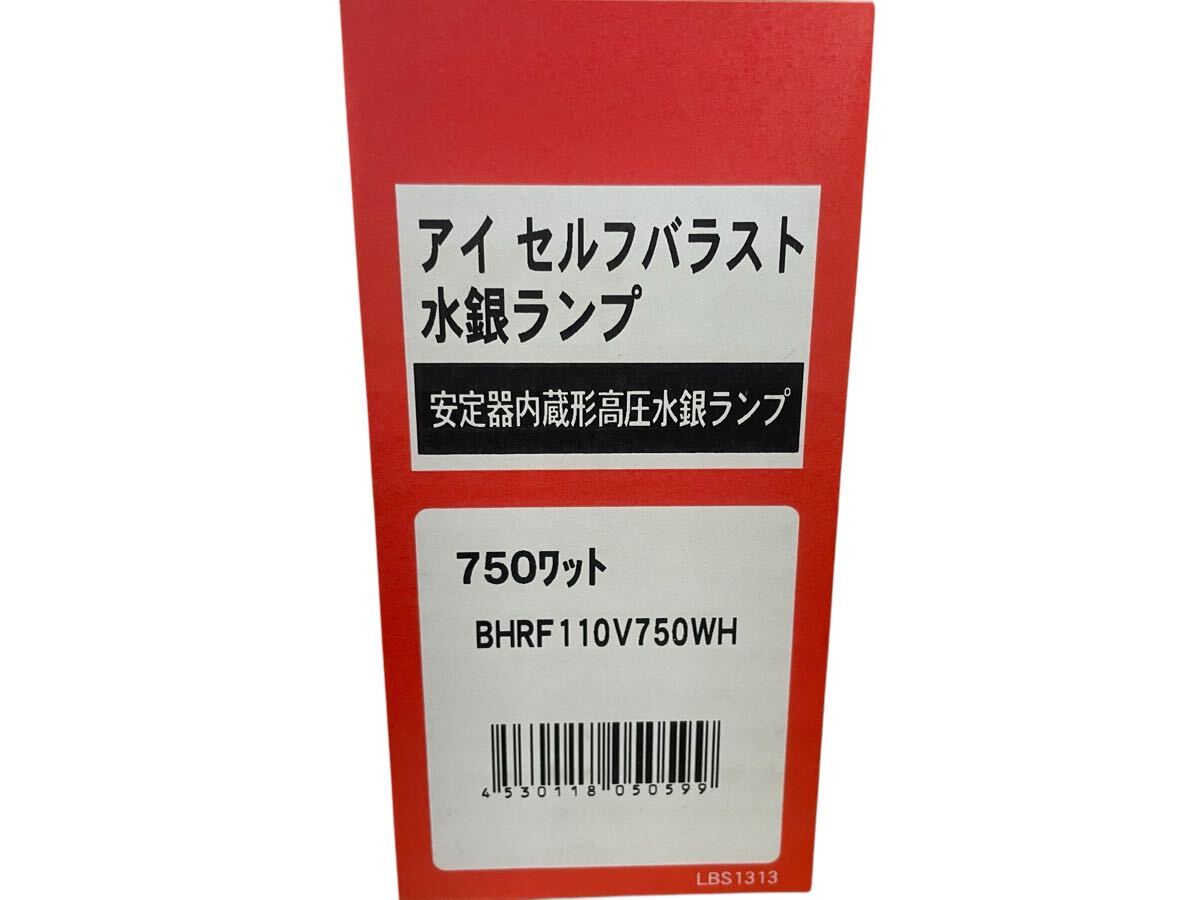 アイ セルフバラスト
水銀ランプ
安定器内蔵形高圧水銀ランプ
750ワット
BHRF110V750WH
4530118050599
LBS1313